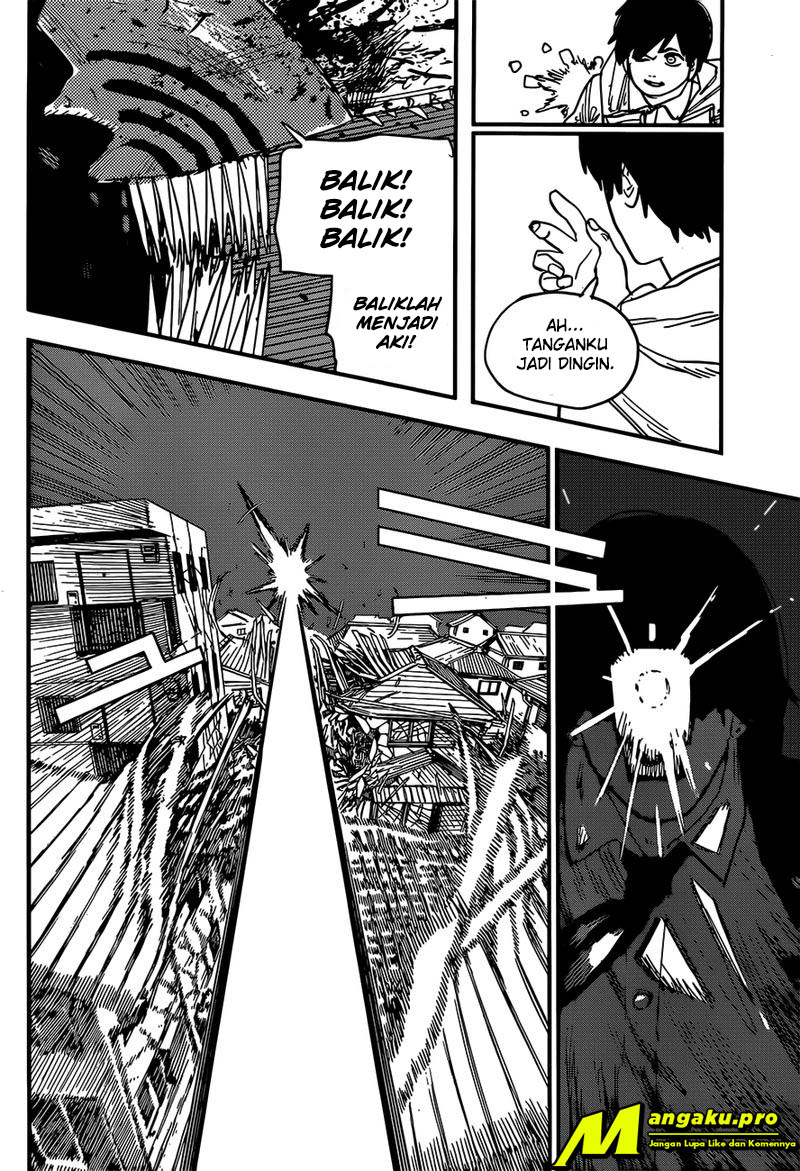 BALIK!
BALIK!
BALIK!
BALIKLAH
MENJADI
AKI!
AH...
TANGANKU
JADI DINGIN.
Mangaku.pro
Jangan Lupa Like dan Komennya